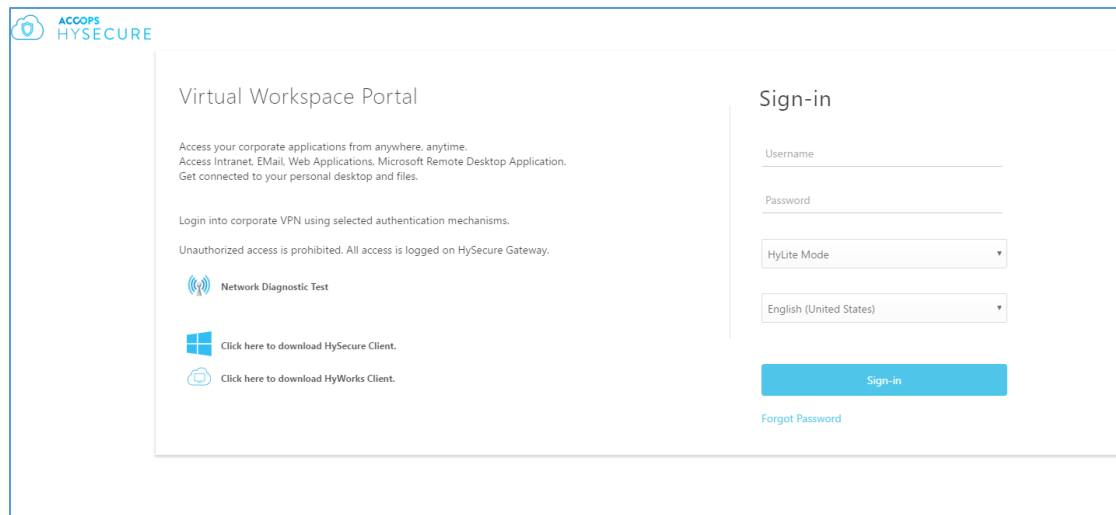 ACCOPS
HYSECURE
Virtual Workspace Portal
Access your corporate applications from anywhere, anytime.
Access Intranet, EMail, Web Applications, Microsoft Remote Desktop Application.
Get connected to your personal desktop and files.
Login into corporate VPN using selected authentication mechanisms.
Unauthorized access is prohibited. All access is logged on HySecure Gateway.
Network Diagnostic Test
Click here to download HySecure Client.
Click here to download HyWorks Client.
Sign-in
Username
Password
HyLite Mode
English (United States)
Sign-in
Forgot Password